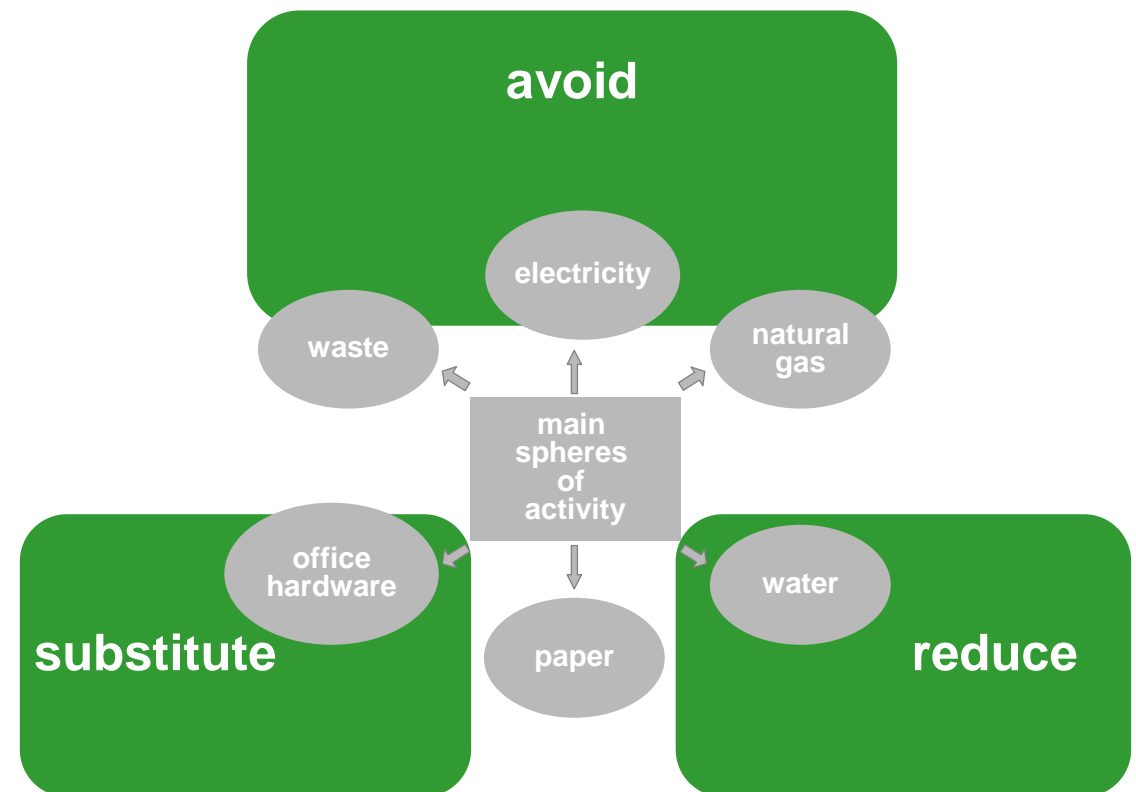 avoid
electricity
waste
natural
gas
main
spheres
of
activity
office
hardware
water
substitute
paper
reduce